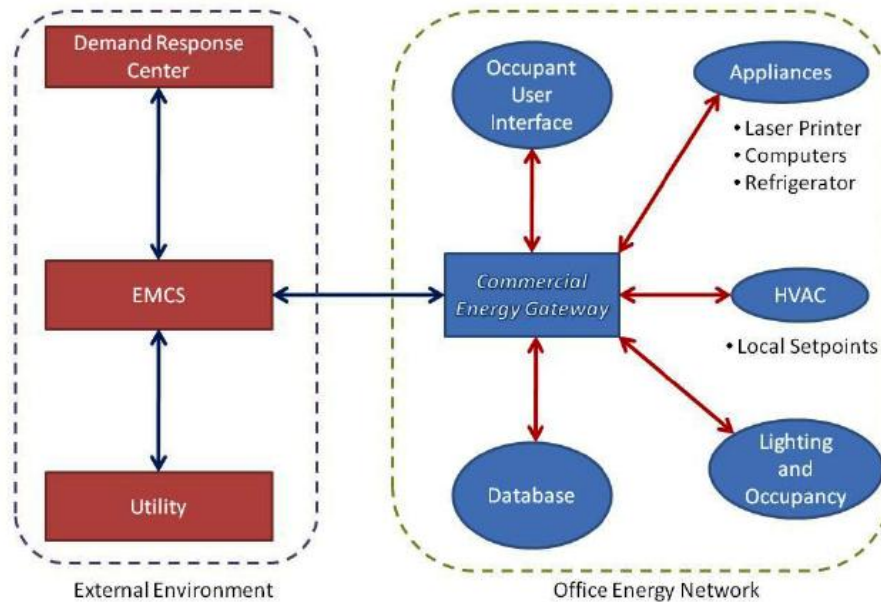 Demand Response
Center
EMCS
Utility
External Environment
Occupant
User
Interface
Appliances
• Laser Printer
• Computers
• Refrigerator
Commercial
Energy Gateway
HVAC
• Local Setpoints
Lighting
and
Occupancy
Database
Office Energy Network